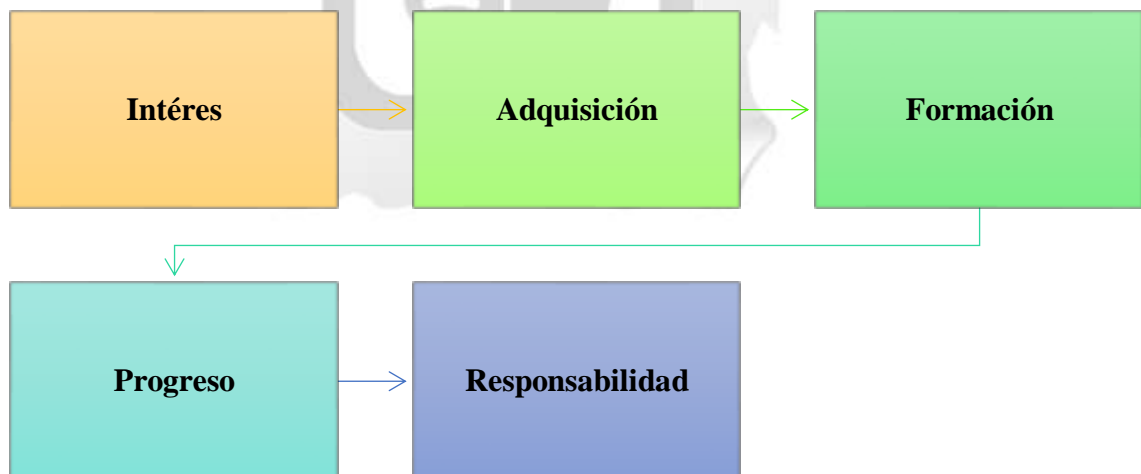 Intéres
Adquisición
Formación
Progreso
Responsabilidad